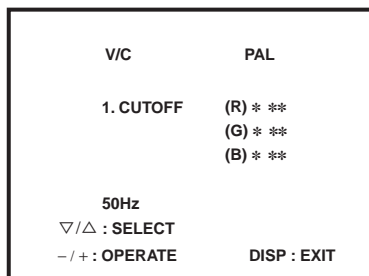 V/C PAL
1. CUTOFF (R) * **
(G) * **
(B) * **
50Hz
▽/△ : SELECT
– / + : OPERATE DISP : EXIT